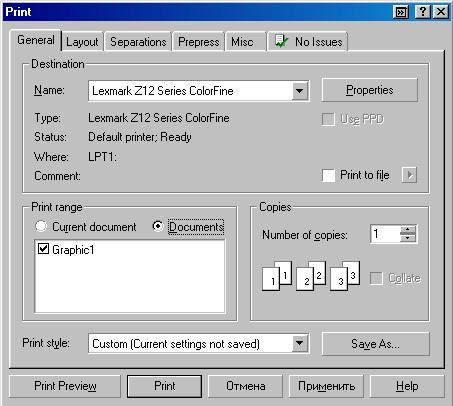 Print
General Layout Separations Prepress Misc No Issues
Destination
Name: Lexmark Z12 Series ColorFine Properties
Type: Lexmark Z12 Series ColorFine Use PPD
Status: Default printer; Ready
Where: LPT1:
Comment: Print to file
Print range Copies
Current document Documents Number of copies: 1
Graphic1
1 1 2 2 3 3 Collate
Print style: Custom (Current settings not saved) Save As...
Print Preview Print Отмена Применить Help